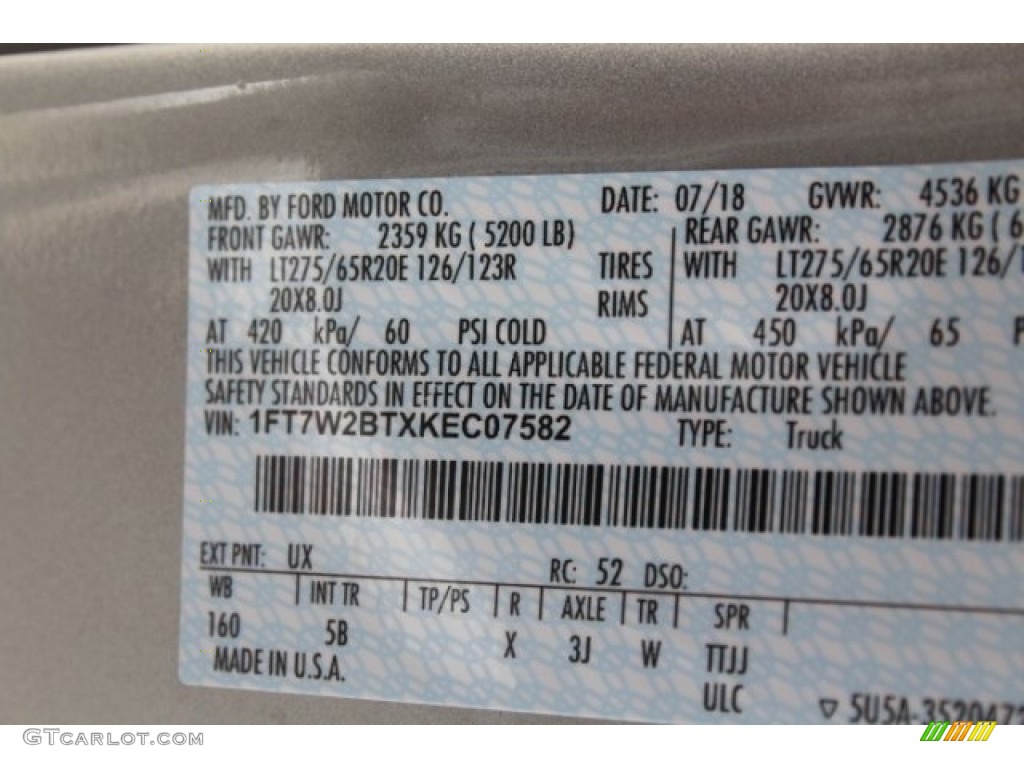 MFD. BY FORD MOTOR CO. DATE: 07/18 GVWR: 4536 KG
FRONT GAWR: 2359 KG ( 5200 LB) REAR GAWR: 2876 KG ( 6
WITH LT275/65R20E 126/123R TIRES WITH LT275/65R20E 126/
20X8.0J RIMS 20X8.0J
AT 420 kPa/ 60 PSI COLD AT 450 kPa/ 65
THIS VEHICLE CONFORMS TO ALL APPLICABLE FEDERAL MOTOR VEHICLE
SAFETY STANDARDS IN EFFECT ON THE DATE OF MANUFACTURE SHOWN ABOVE.
VIN: 1FT7W2BTXKEC07582 TYPE: Truck
EXT PNT: UX RC: 52 DSO:
WB INT TR TP/PS R AXLE TR SPR
160 5B X 3J W TTJJ
MADE IN U.S.A. ULC
▽ 5U5A-3520472
GTCarlot.com